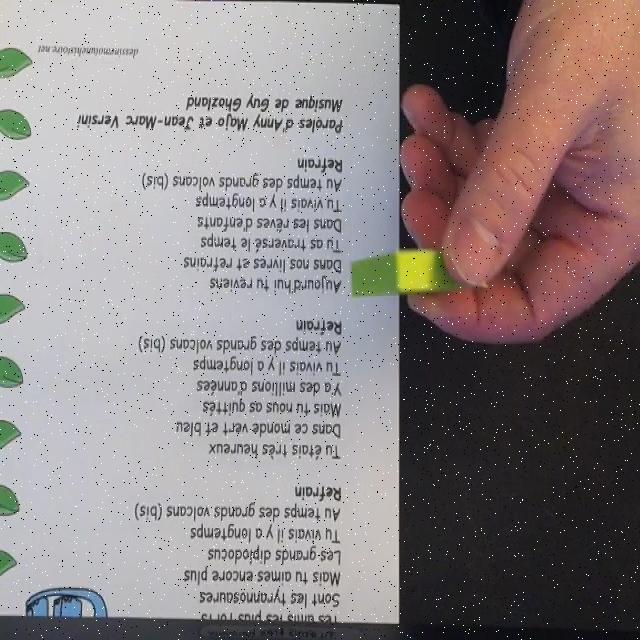 Tes amis les plus forts
Sont les tyrannosaures
Mais tu aimes encore plus
Les grands diplodocus
Tu vivais il y a longtemps
Au temps des grands volcans (bis)
Refrain
Tu étais très heureux
Dans ce monde vert et bleu
Mais tu nous as quittés
Y'a des millions d'années
Tu vivais il y a longtemps
Au temps des grands volcans (bis)
Refrain
Aujourd'hui tu reviens
Dans nos livres et refrains
Tu as traversé le temps
Dans les rêves d'enfants
Tu vivais il y a longtemps
Au temps des grands volcans (bis)
Refrain
Paroles d'Anny Majo et Jean-Marc Versini
Musique de Guy Ghozland
dessinemoiunehistoire.net